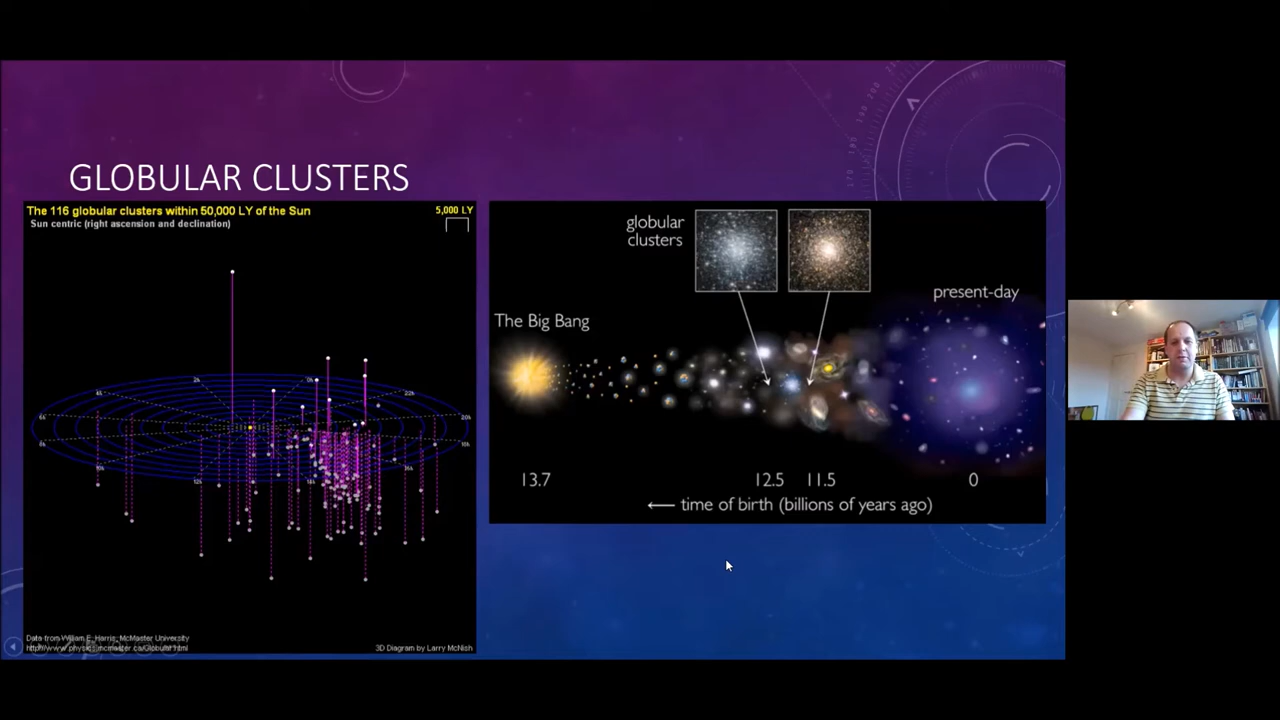 GLOBULAR CLUSTERS
The 116 globular clusters within 50,000 LY of the Sun
5,000 LY
Sun centric (right ascension and declination)
Data from William E. Harris, McMaster University
3D Diagram by Larry McNish
globular
clusters
present-day
The Big Bang
13.7
12.5
11.5
0
← time of birth (billions of years ago)